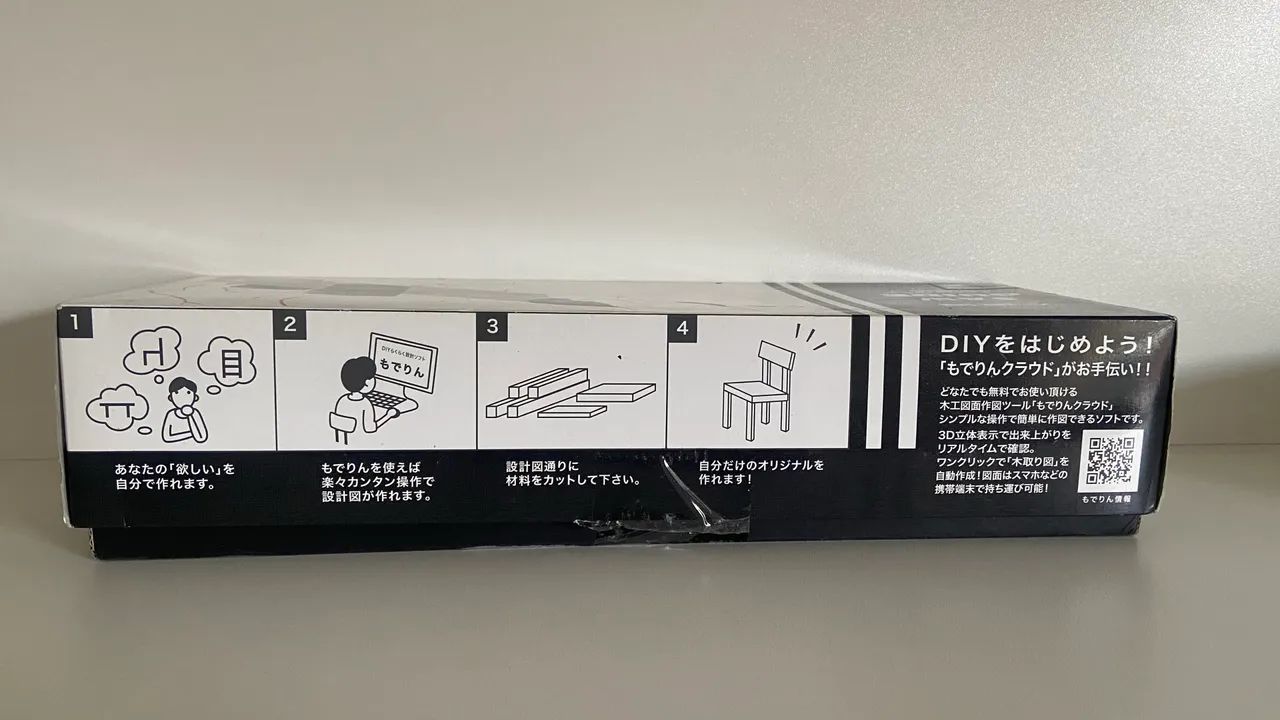 1
あなたの「欲しい」を
自分で作れます。
2
DIYらくらく設計ソフト
もでりん
もでりんを使えば
楽々カンタン操作で
設計図が作れます。
3
設計図通りに
材料をカットして下さい。
4
自分だけのオリジナルを
作れます!
DIYをはじめよう!
「もでりんクラウド」がお手伝い!!
どなたでも無料でお使い頂ける
木工図面作図ツール「もでりんクラウド」
シンプルな操作で簡単に作図できるソフトです。
3D立体表示で出来上がりを
リアルタイムで確認。
ワンクリックで「木取り図」を
自動作成!図面はスマホなどの
携帯端末で持ち運び可能!
もでりん情報